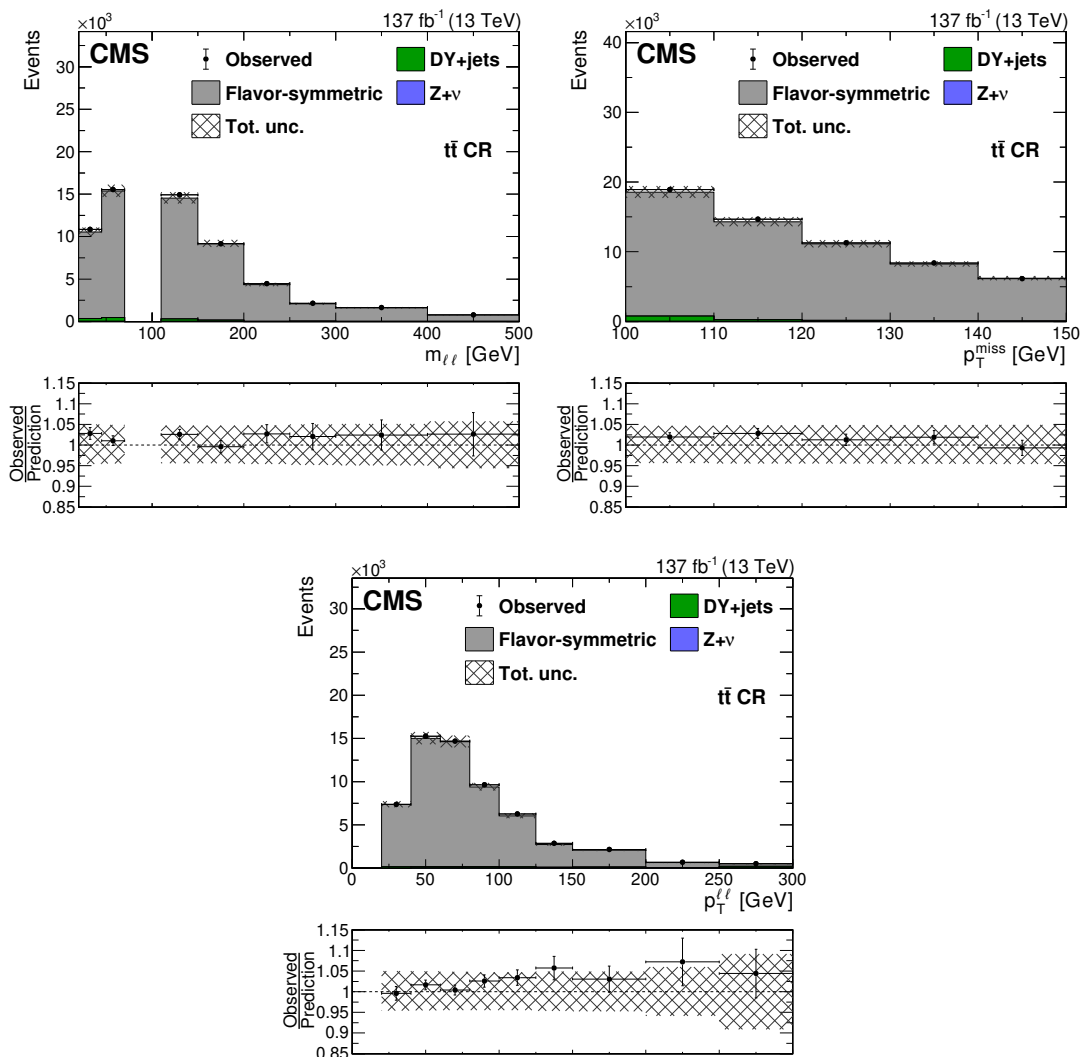 ×10³ 137 fb⁻¹ (13 TeV)
CMS
Observed
DY+jets
Flavor-symmetric
Z+ν
Tot. unc.
tt̄ CR
Events
30
25
20
15
10
5
0
100 200 300 400 500
m_ℓℓ [GeV]
Observed
Prediction
1.15
1.1
1.05
1
0.95
0.9
0.85
×10³ 137 fb⁻¹ (13 TeV)
CMS
Observed
DY+jets
Flavor-symmetric
Z+ν
Tot. unc.
tt̄ CR
Events
40
30
20
10
0
100 110 120 130 140 150
p_T^miss [GeV]
Observed
Prediction
1.15
1.1
1.05
1
0.95
0.9
0.85
×10³ 137 fb⁻¹ (13 TeV)
CMS
Observed
DY+jets
Flavor-symmetric
Z+ν
Tot. unc.
tt̄ CR
Events
30
25
20
15
10
5
0
0 50 100 150 200 250 300
p_T^ℓℓ [GeV]
Observed
Prediction
1.15
1.1
1.05
1
0.95
0.9
0.85